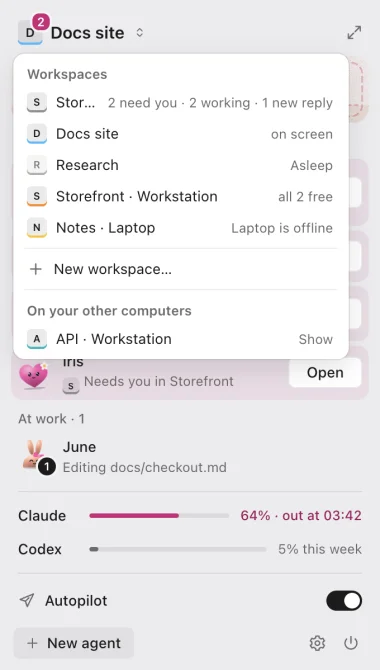 D 2 Docs site
Workspaces
S Stor... 2 need you · 2 working · 1 new reply
D Docs site on screen
R Research Asleep
S Storefront · Workstation all 2 free
N Notes · Laptop Laptop is offline
New workspace...
On your other computers
A API · Workstation Show
Iris
S Needs you in Storefront
Open
At work · 1
June
1 Editing docs/checkout.md
Claude 64% · out at 03:42
Codex 5% this week
Autopilot
+ New agent